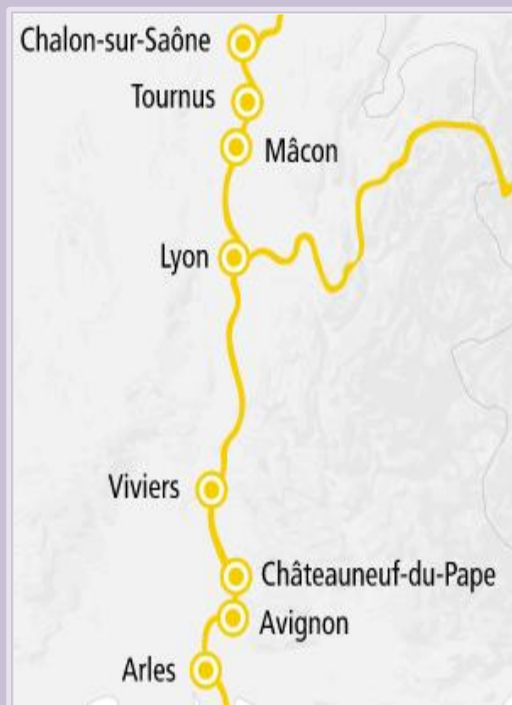 Chalon-sur-Saône
Tournus
Mâcon
Lyon
Viviers
Châteauneuf-du-Pape
Avignon
Arles